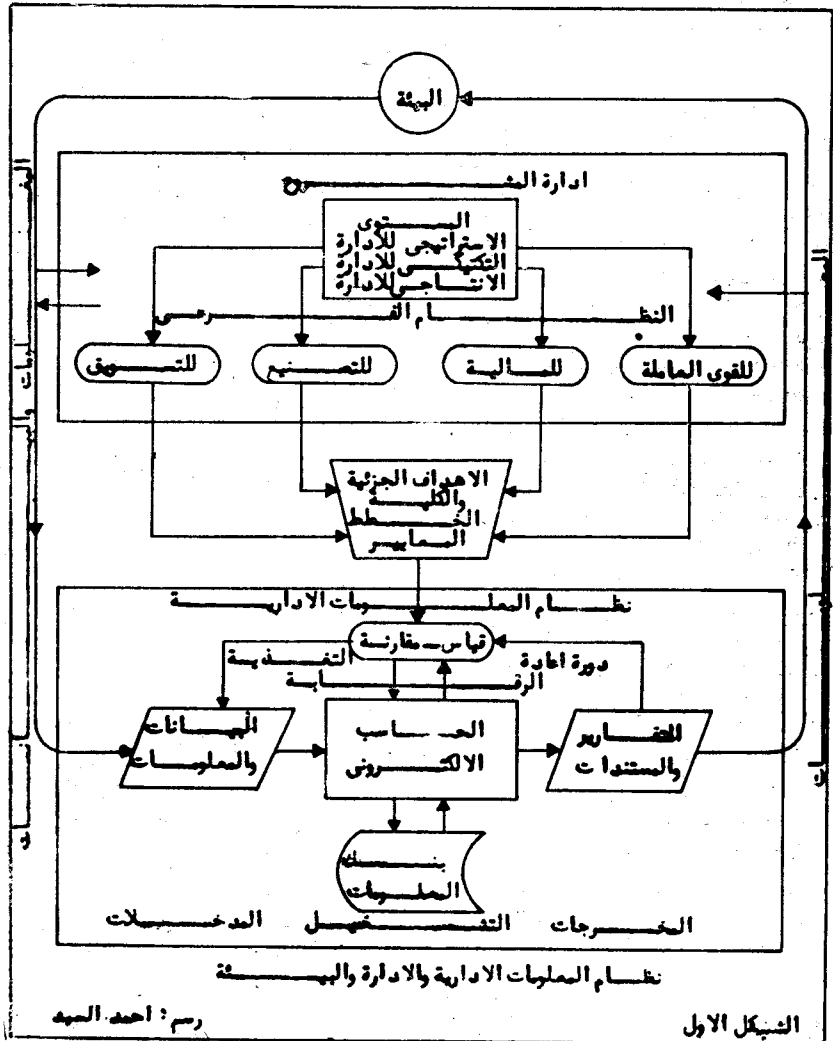 البيئة
ادارة المشروع
المستوى
الاستراتيجى للادارة
التكتيكى للادارة
الانتاجى للادارة
النظام الفرعى
للقوى العاملة
للمالية
للتصنيع
للتسويق
الاهداف الجزئية
والكلية
الخطط
المعايير
نظام المعلومات الادارية
قياس - مقارنة
دورة اعادة
التغذية
الرقابة
التقارير
والمستندات
الحاسب
الالكترونى
البيانات
والمعلومات
بنك
المعلومات
المخرجات
التشغيل
المدخلات
نظام المعلومات الادارية والادارة والبيئة
الشيكل الاول
رسم : احمد السيد